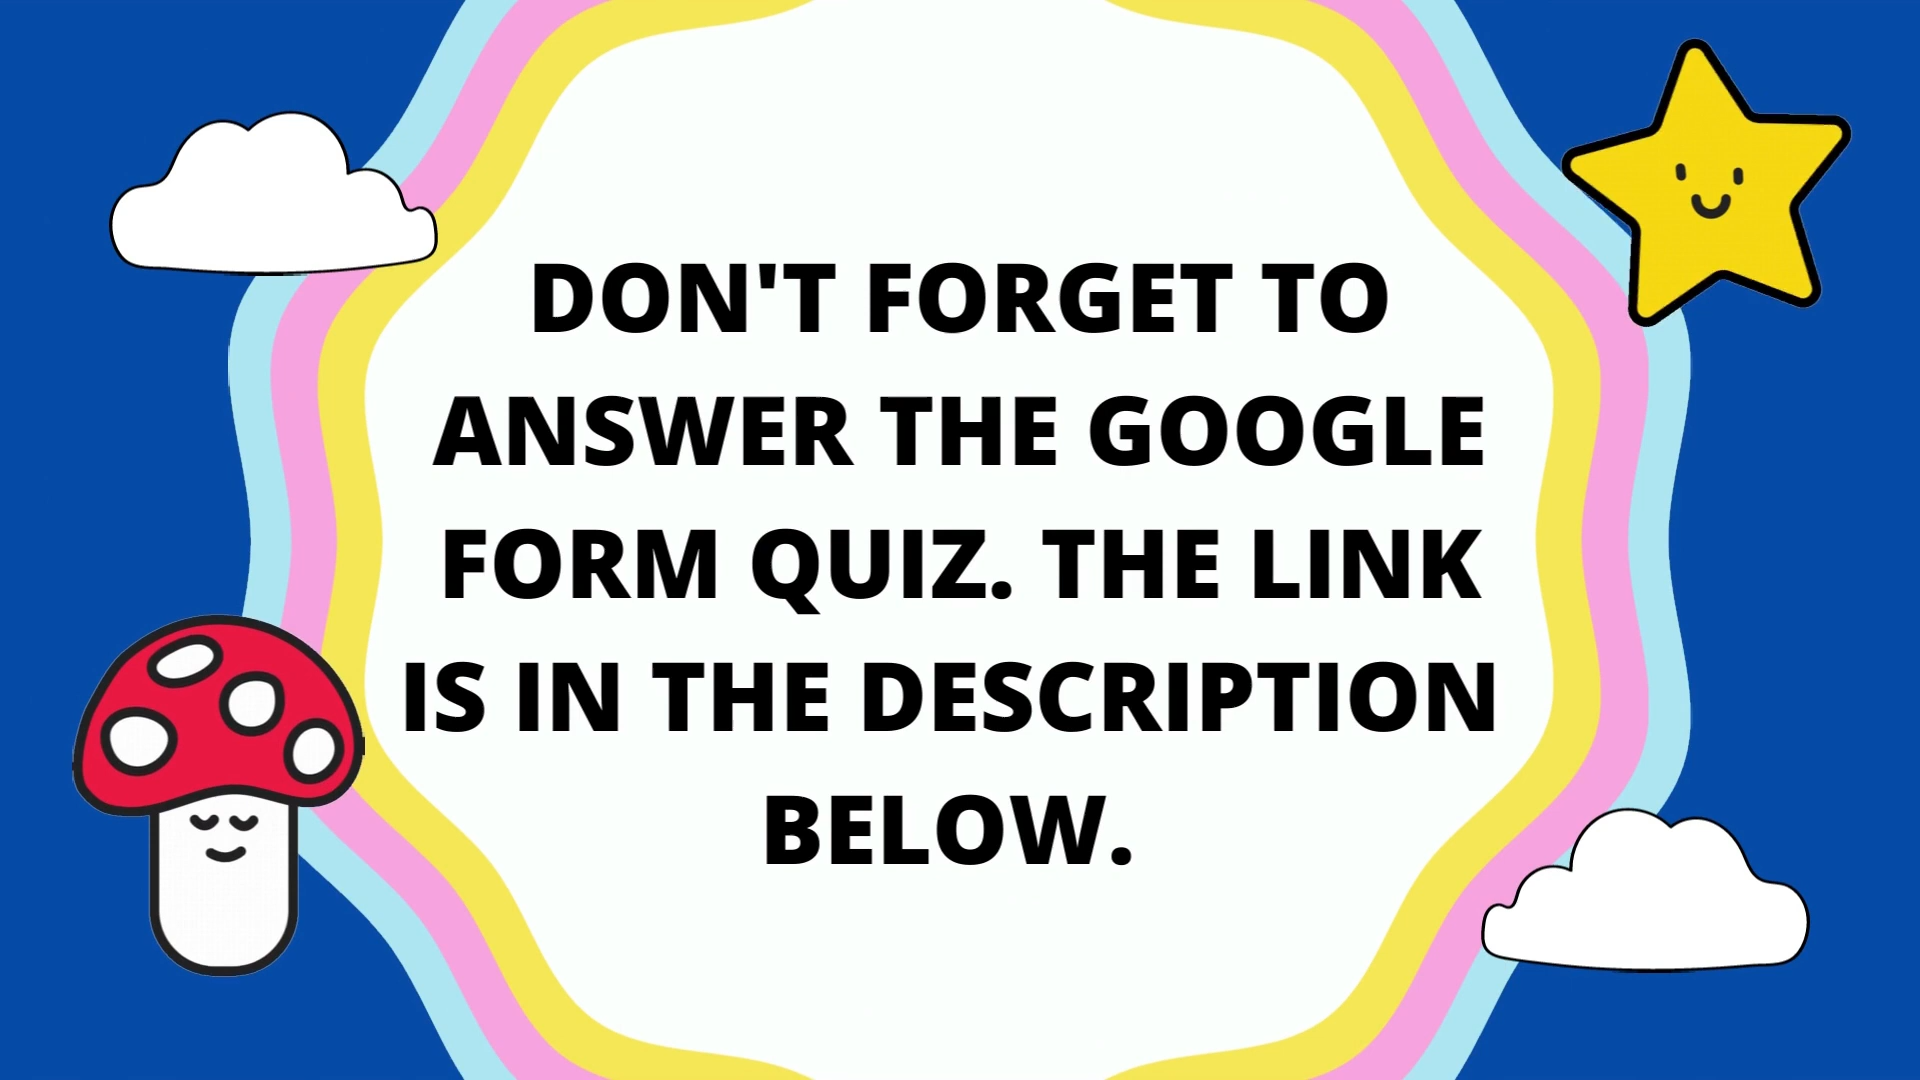 DON'T FORGET TO
ANSWER THE GOOGLE
FORM QUIZ. THE LINK
IS IN THE DESCRIPTION
BELOW.